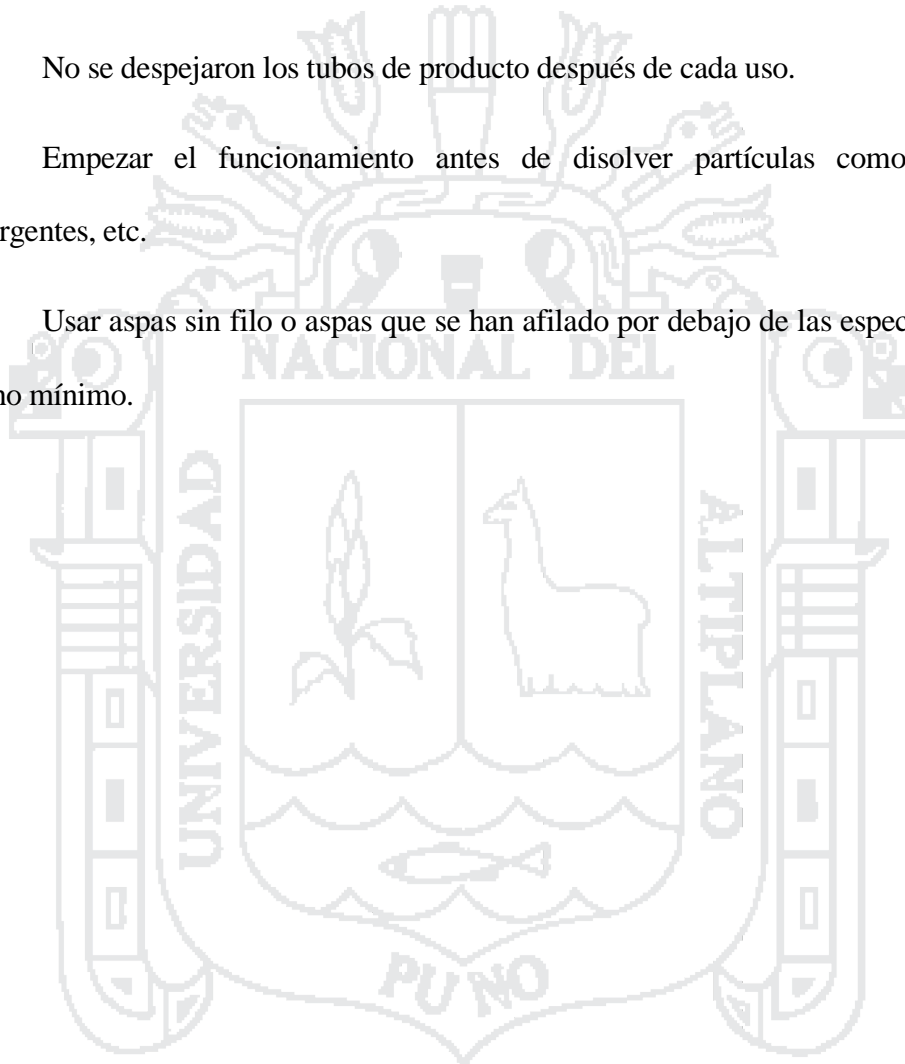 No se despejaron los tubos de producto después de cada uso.
Empezar el funcionamiento antes de disolver partículas como
rgentes, etc.
Usar aspas sin filo o aspas que se han afilado por debajo de las espec
no mínimo.
NACIONAL DEL
UNIVERSIDAD
ALTIPLANO
PUNO